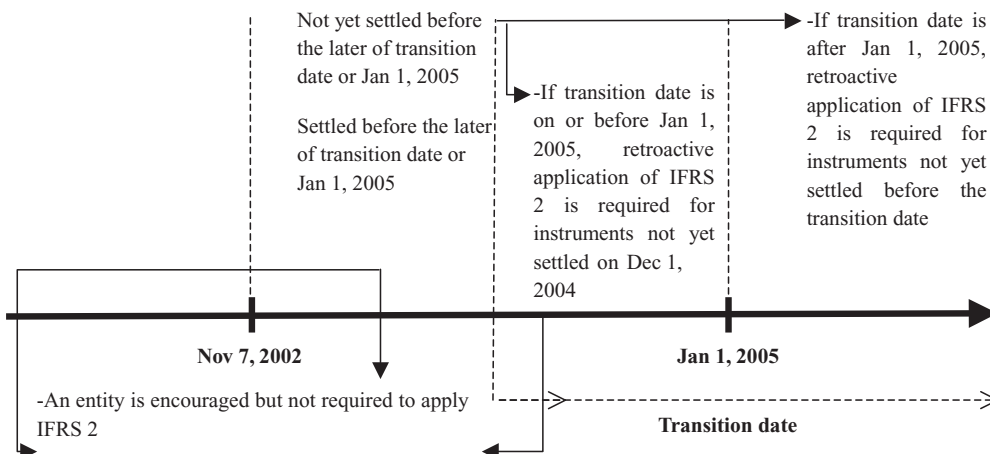 Not yet settled before
the later of transition
date or Jan 1, 2005
Settled before the later
of transition date or
Jan 1, 2005
-If transition date is
on or before Jan 1,
2005, retroactive
application of IFRS
2 is required for
instruments not yet
settled on Dec 1,
2004
-If transition date is
after Jan 1, 2005,
retroactive
application of IFRS
2 is required for
instruments not yet
settled before the
transition date
Nov 7, 2002
Jan 1, 2005
-An entity is encouraged but not required to apply
IFRS 2
Transition date